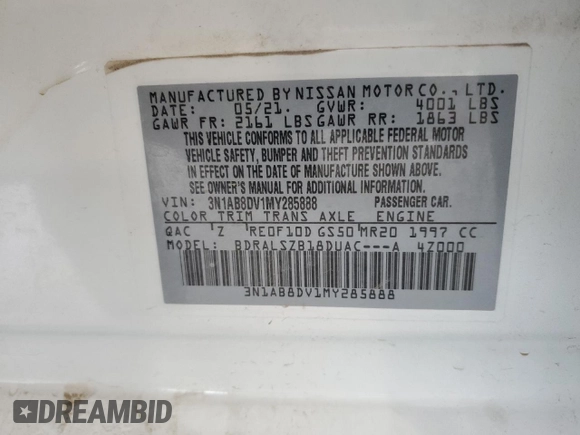 MANUFACTURED BY NISSAN MOTOR CO., LTD.
DATE: 05/21. GVWR: 4001 LBS
GAWR FR: 2161 LBS GAWR RR: 1863 LBS
THIS VEHICLE CONFORMS TO ALL APPLICABLE FEDERAL MOTOR
VEHICLE SAFETY, BUMPER AND THEFT PREVENTION STANDARDS
IN EFFECT ON THE DATE OF MANUFACTURE SHOWN ABOVE.
SEE OWNER'S MANUAL FOR ADDITIONAL INFORMATION.
VIN: 3N1AB8DV1MY285888 PASSENGER CAR.
COLOR TRIM TRANS AXLE ENGINE
QAC Z RE0F10D GS50 MR20 1997 CC
BDRALSZB18DUAC---A 4Z000
3N1AB8DV1MY285888
DREAMBID